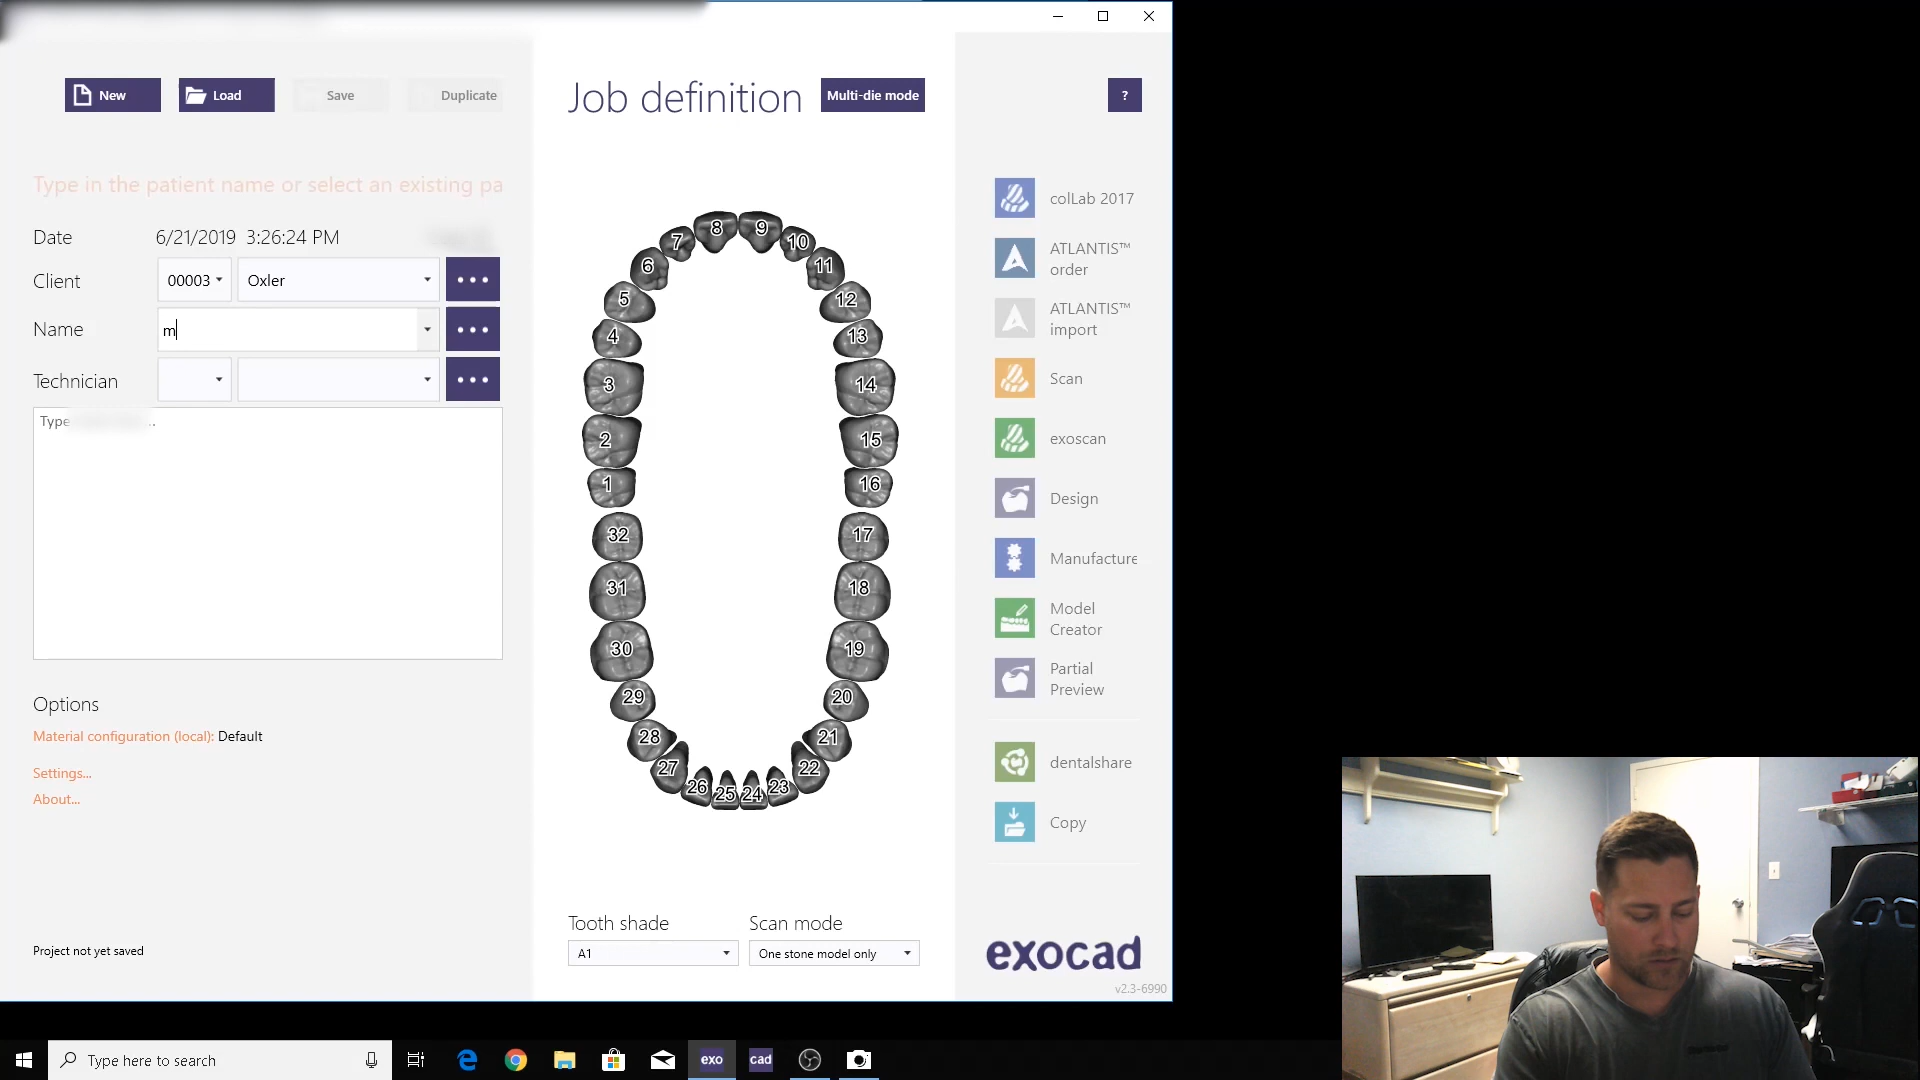 New
Load
Save
Duplicate
Job definition
Multi-die mode
?
Type in the patient name or select an existing pa
Date
6/21/2019 3:26:24 PM
Client
00003
Oxler
Name
m
Technician
Type
..
Options
Material configuration (local): Default
Settings...
About...
Project not yet saved
8
9
7
10
6
11
5
12
4
13
3
14
2
15
1
16
32
17
31
18
30
19
29
20
28
21
27
22
26
25
24
23
Tooth shade
A1
Scan mode
One stone model only
colLab 2017
ATLANTIS™
order
ATLANTIS™
import
Scan
exoscan
Design
Manufacture
Model
Creator
Partial
Preview
dentalshare
Copy
exocad
v2.3-6990
Type here to search
exo
cad